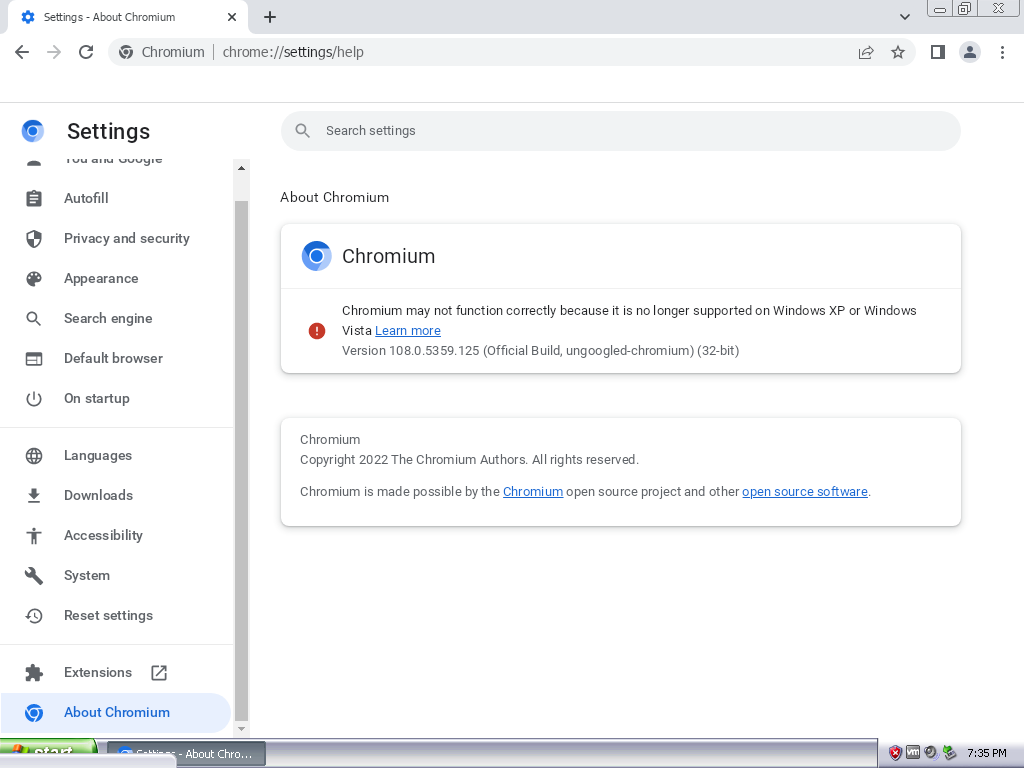 Settings - About Chromium
Chromium
chrome://settings/help
Settings
Search settings
You and Google
Autofill
Privacy and security
Appearance
Search engine
Default browser
On startup
Languages
Downloads
Accessibility
System
Reset settings
Extensions
About Chromium
About Chromium
Chromium
Chromium may not function correctly because it is no longer supported on Windows XP or Windows
Vista Learn more
Version 108.0.5359.125 (Official Build, ungoogled-chromium) (32-bit)
Chromium
Copyright 2022 The Chromium Authors. All rights reserved.
Chromium is made possible by the Chromium open source project and other open source software.
start
Settings - About Chro...
vm
7:35 PM